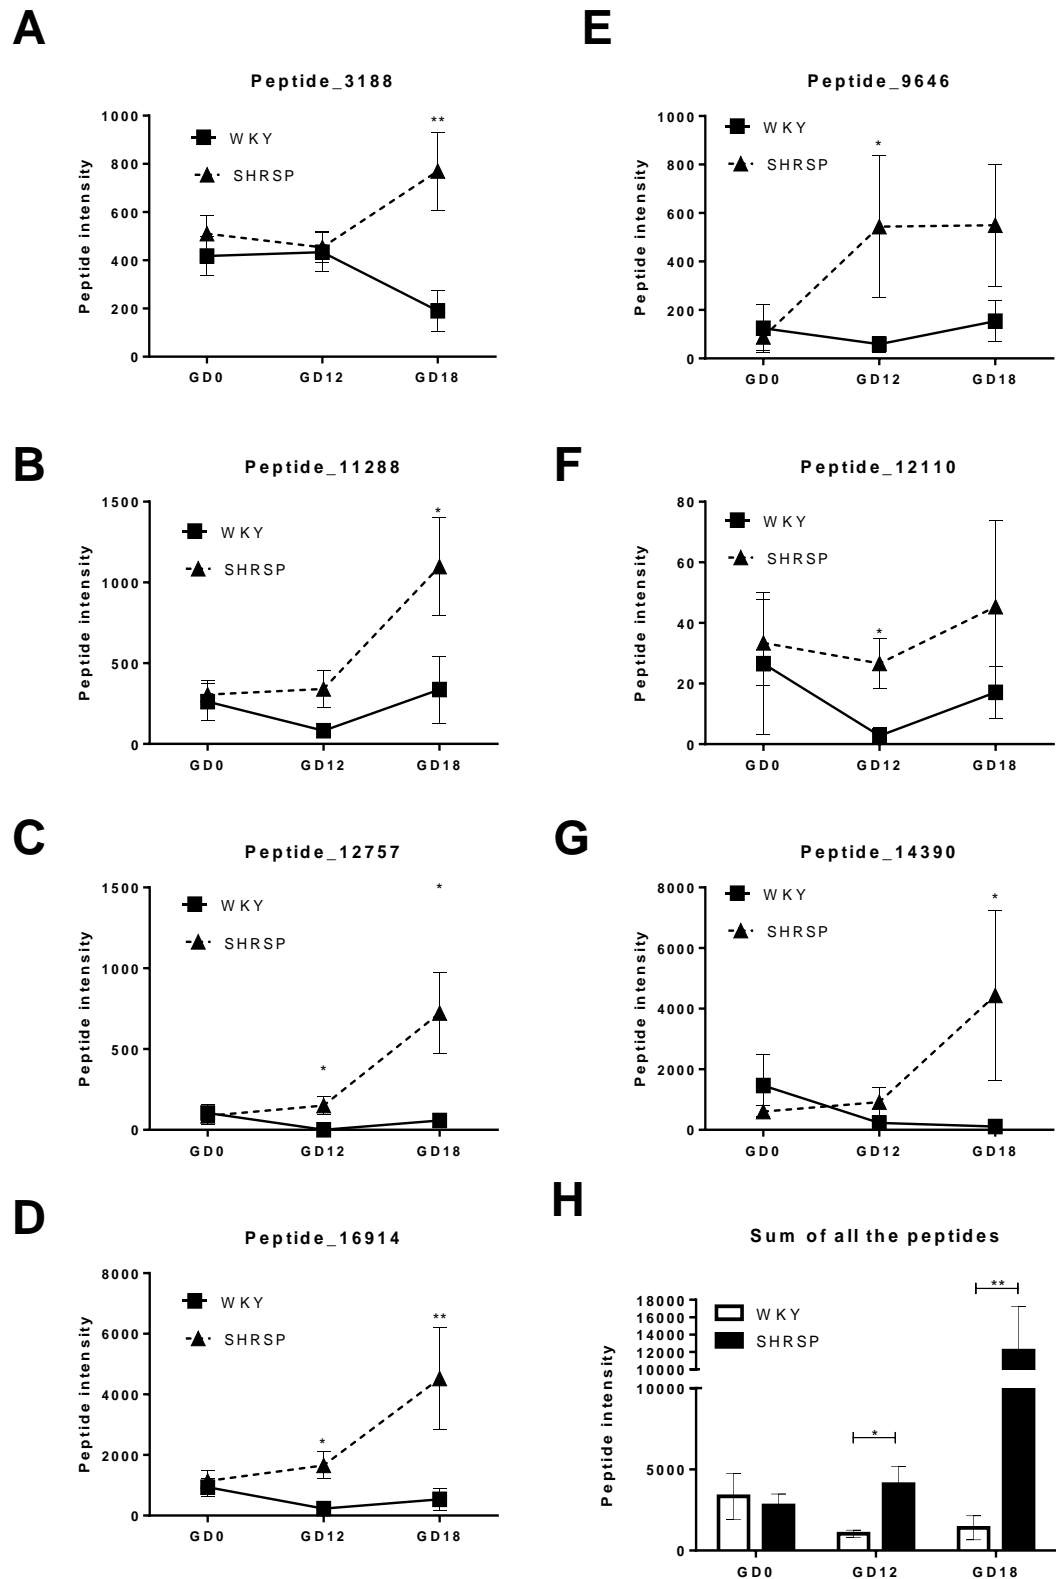 A
Peptide_3188
Peptide intensity
1000
800
600
400
200
0
WKY
SHRSP
**
GD0 GD12 GD18
E
Peptide_9646
Peptide intensity
1000
800
600
400
200
0
WKY
SHRSP
*
GD0 GD12 GD18
B
Peptide_11288
Peptide intensity
1500
1000
500
0
WKY
SHRSP
*
GD0 GD12 GD18
F
Peptide_12110
Peptide intensity
80
60
40
20
0
WKY
SHRSP
*
GD0 GD12 GD18
C
Peptide_12757
Peptide intensity
1500
1000
500
0
WKY
SHRSP
*
*
GD0 GD12 GD18
G
Peptide_14390
Peptide intensity
8000
6000
4000
2000
0
WKY
SHRSP
*
GD0 GD12 GD18
D
Peptide_16914
Peptide intensity
8000
6000
4000
2000
0
WKY
SHRSP
*
**
GD0 GD12 GD18
H
Sum of all the peptides
Peptide intensity
18000
16000
14000
12000
10000
10000
5000
0
WKY
SHRSP
*
**
GD0 GD12 GD18